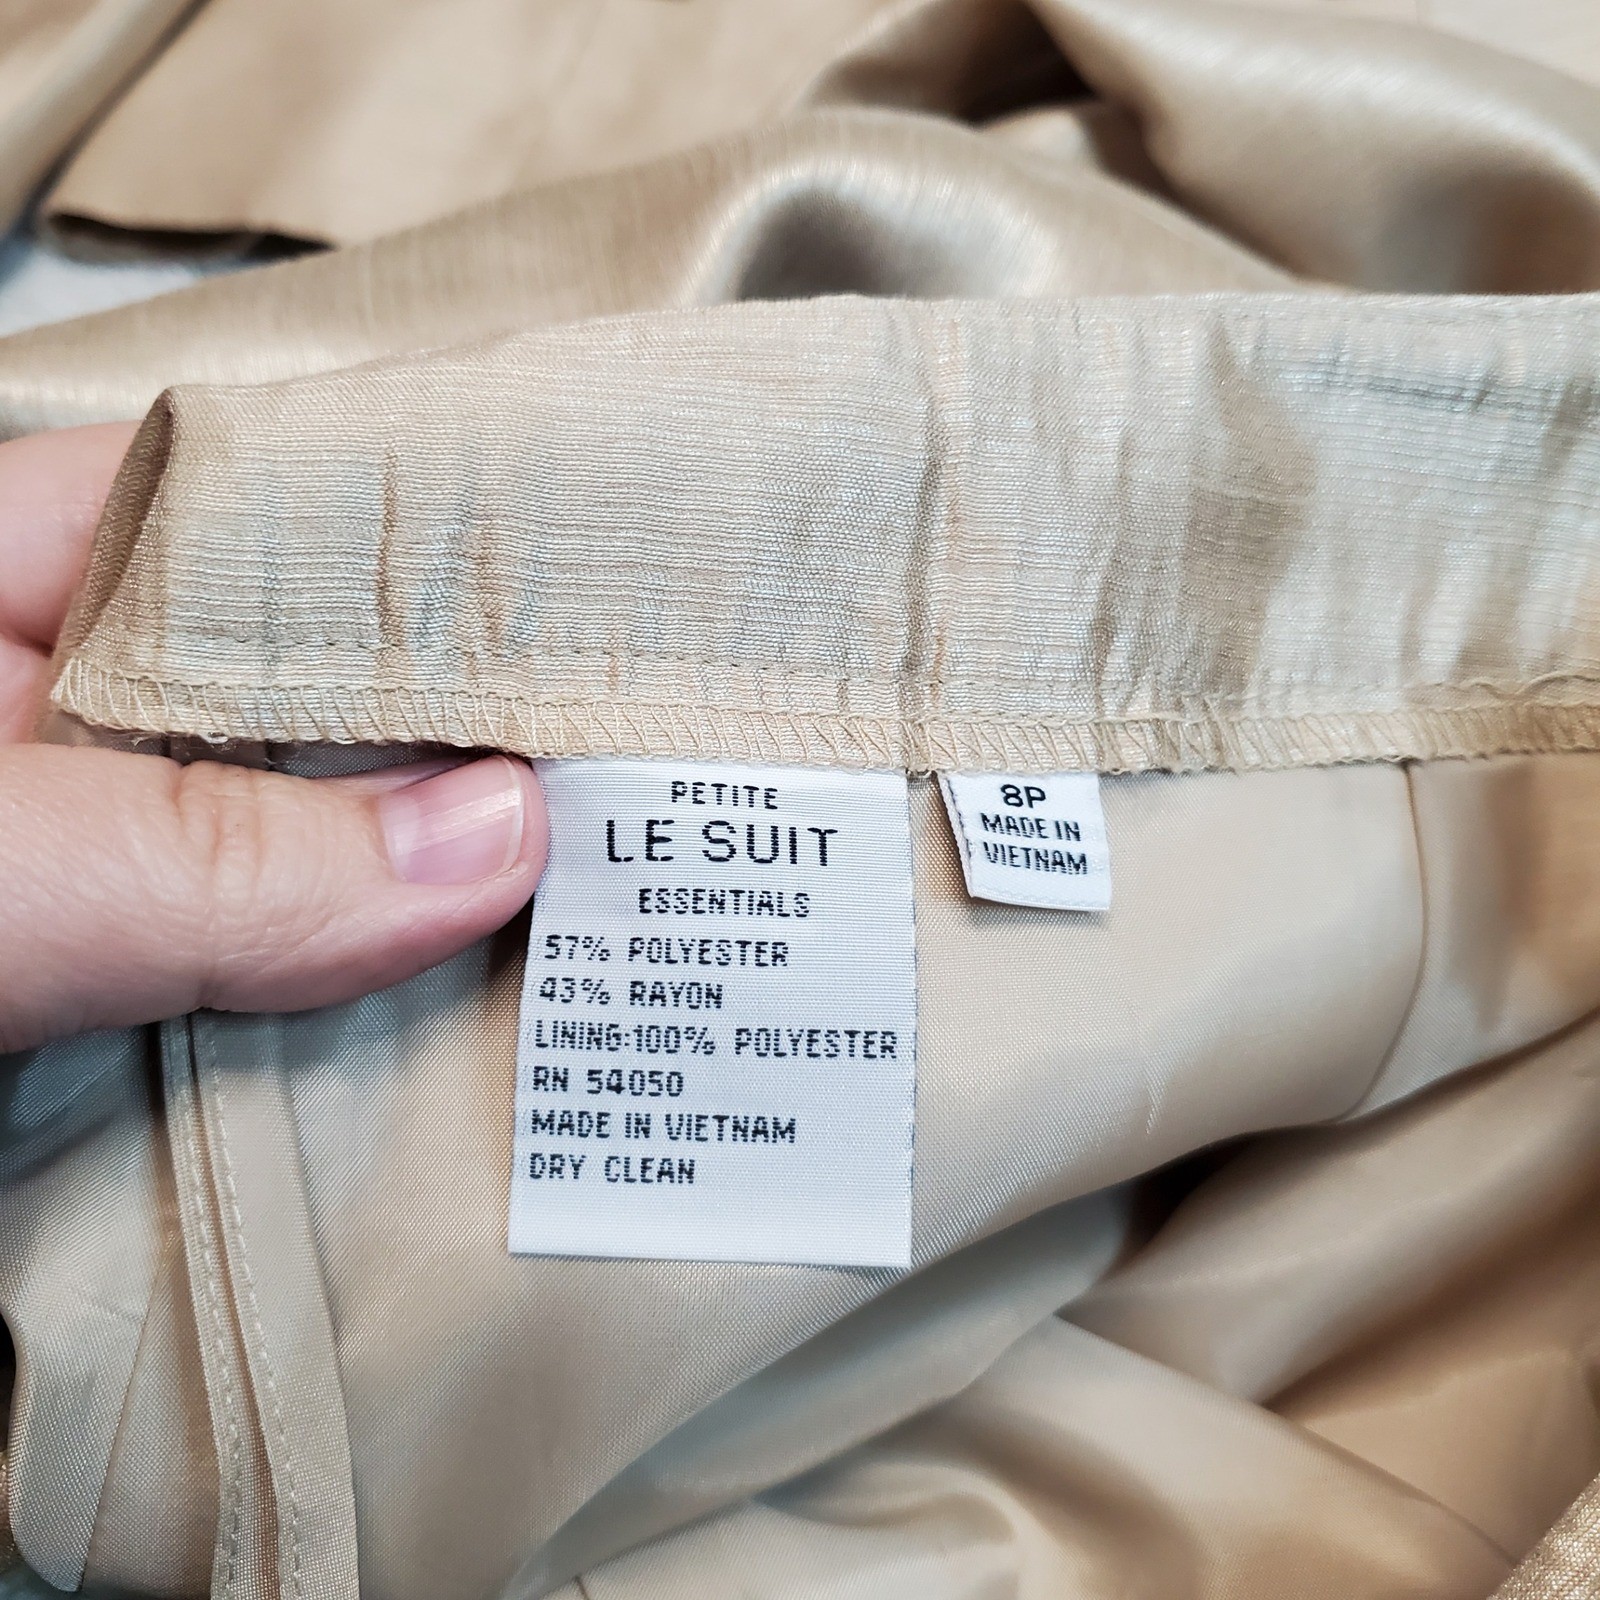 PETITE
LE SUIT
ESSENTIALS
57% POLYESTER
43% RAYON
LINING:100% POLYESTER
RN 54050
MADE IN VIETNAM
DRY CLEAN
8P
MADE IN
VIETNAM